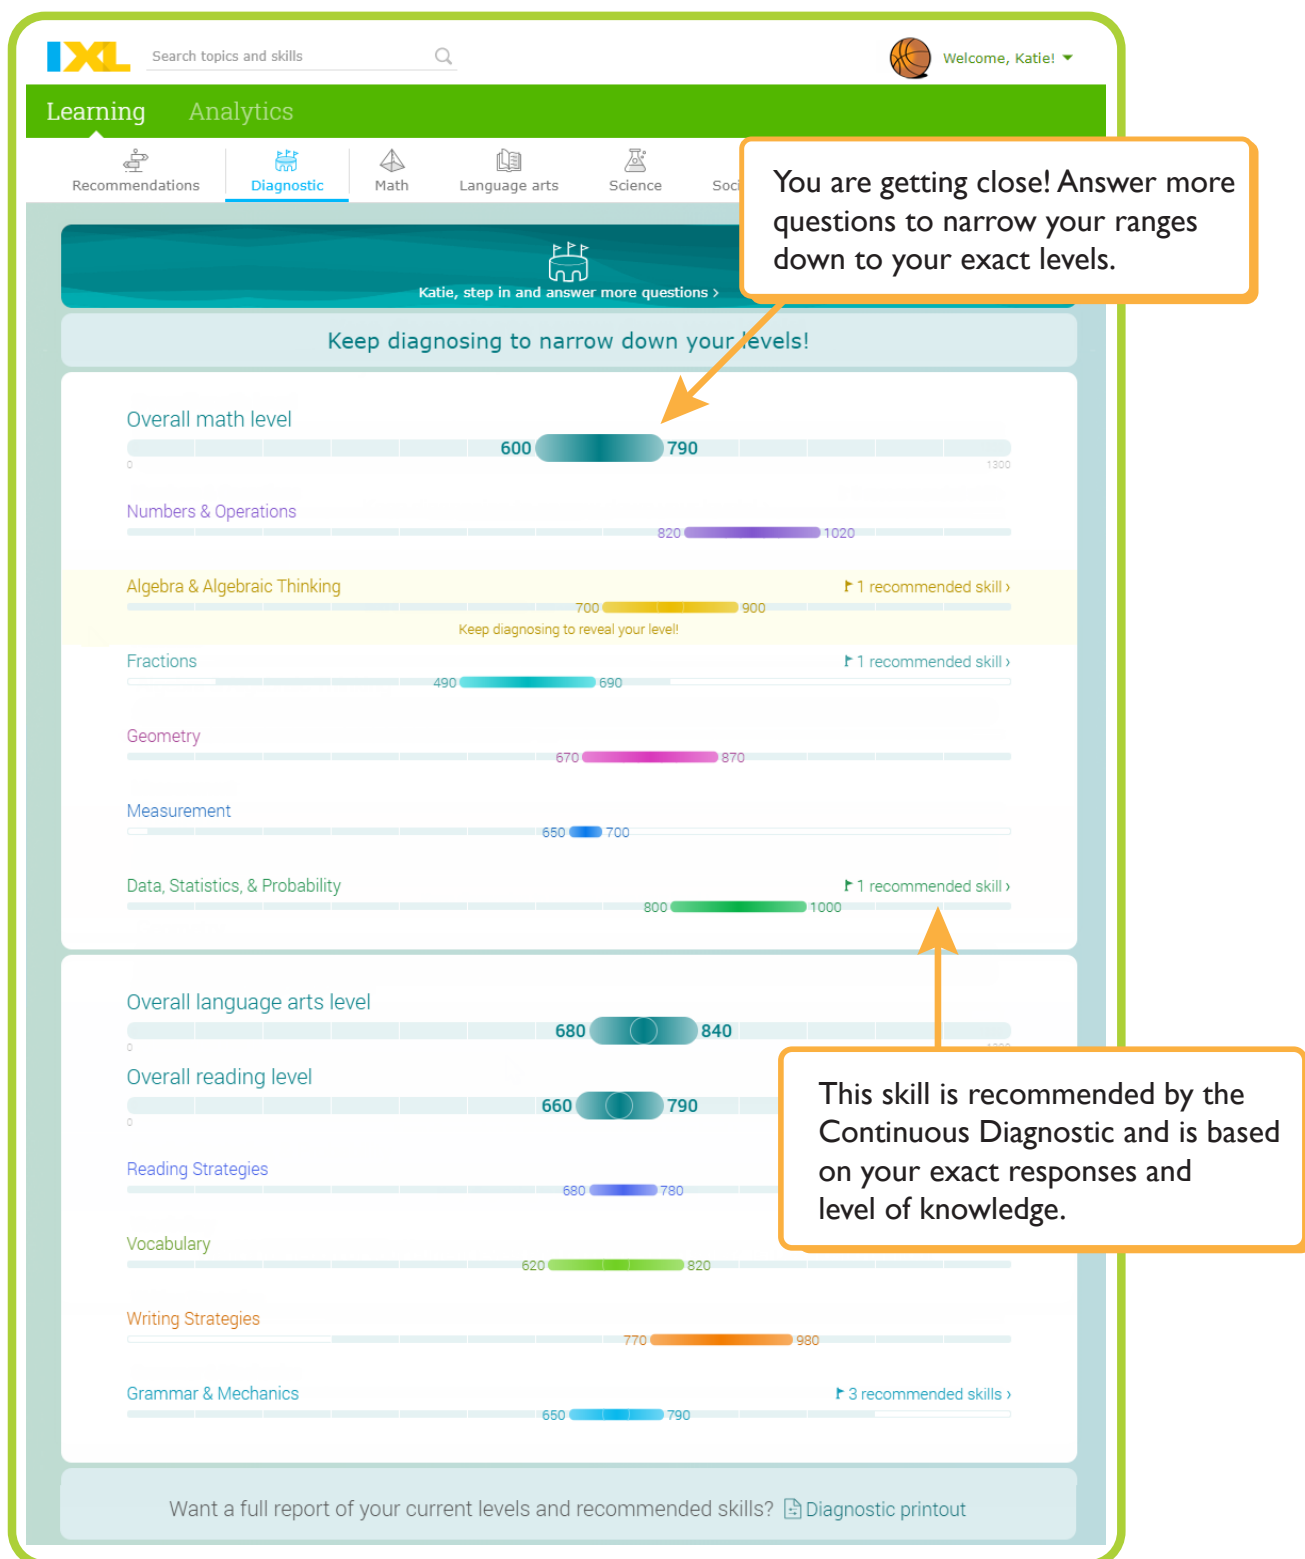 IXL
Search topics and skills
Welcome, Katie!
Learning Analytics
Recommendations Diagnostic Math Language arts Science
You are getting close! Answer more
questions to narrow your ranges
down to your exact levels.
Katie, step in and answer more questions >
Keep diagnosing to narrow down your levels!
Overall math level
600 790
0 1300
Numbers & Operations
820 1020
Algebra & Algebraic Thinking 1 recommended skill ›
700 900
Keep diagnosing to reveal your level!
Fractions 1 recommended skill ›
490 690
Geometry
670 870
Measurement
650 700
Data, Statistics, & Probability 1 recommended skill ›
800 1000
Overall language arts level
680 840
0
Overall reading level
660 790
0
This skill is recommended by the
Continuous Diagnostic and is based
on your exact responses and
level of knowledge.
Reading Strategies
680 780
Vocabulary
620 820
Writing Strategies
770 980
Grammar & Mechanics 3 recommended skills ›
650 790
Want a full report of your current levels and recommended skills? Diagnostic printout